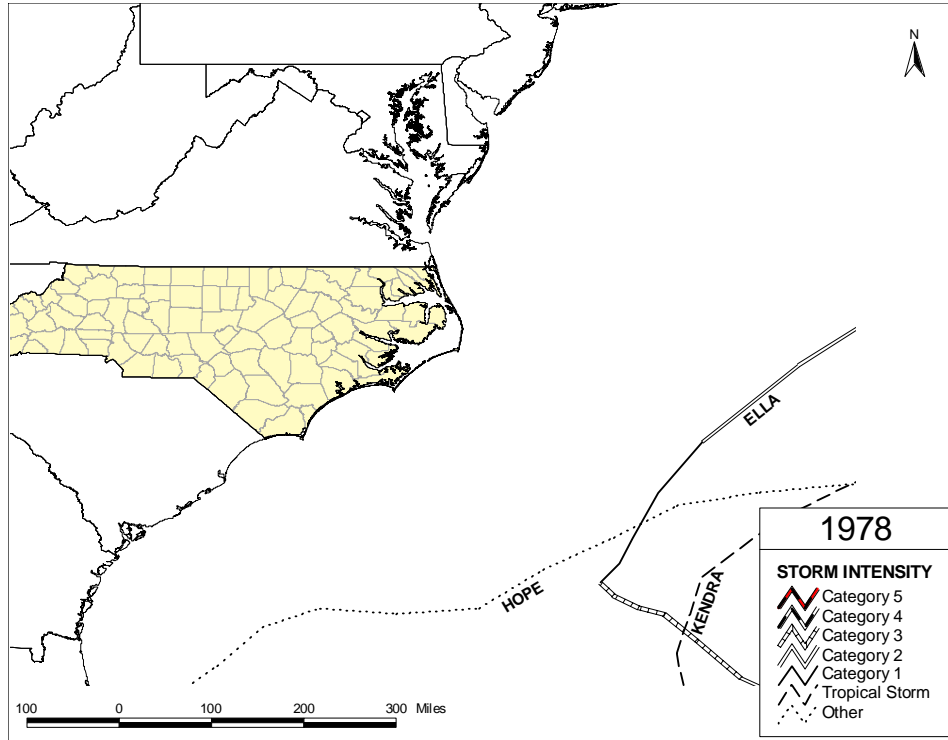 N
ELLA
HOPE
KENDRA
1978
STORM INTENSITY
Category 5
Category 4
Category 3
Category 2
Category 1
Tropical Storm
Other
100 0 100 200 300 Miles